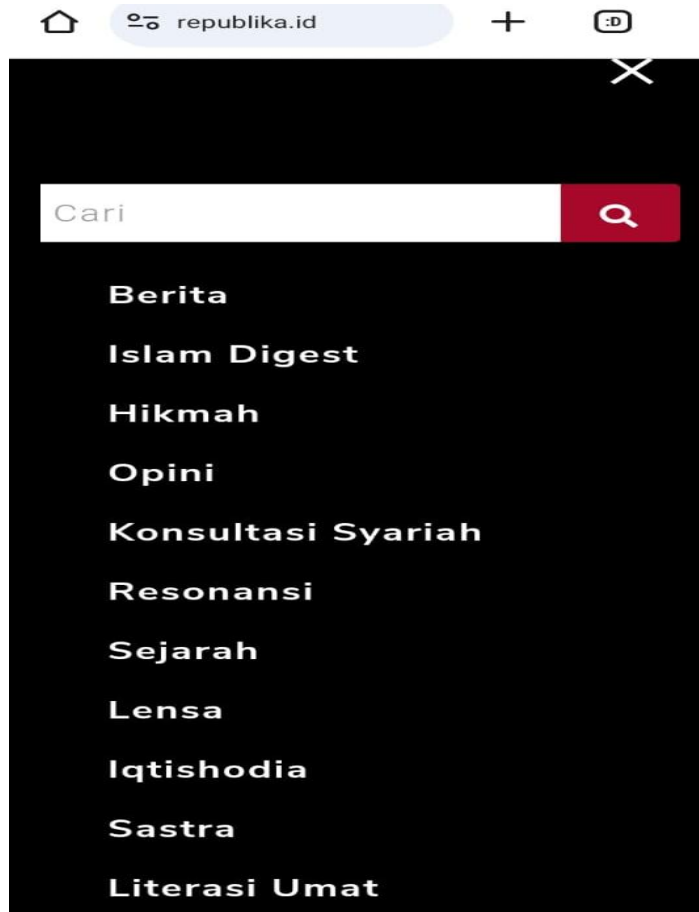 republika.id
:D
Cari
Berita
Islam Digest
Hikmah
Opini
Konsultasi Syariah
Resonansi
Sejarah
Lensa
Iqtishodia
Sastra
Literasi Umat